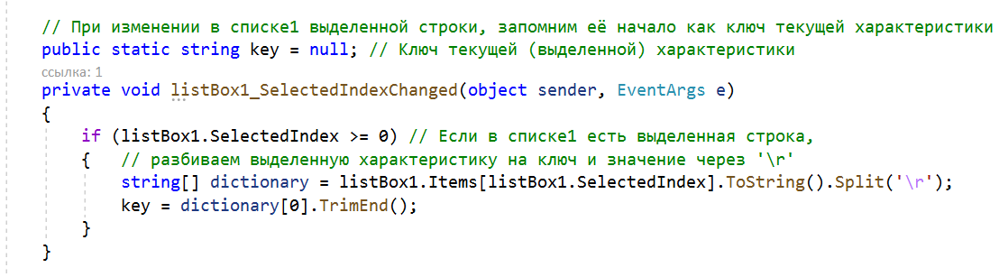 // При изменении в списке1 выделенной строки, запомним её начало как ключ текущей характеристики
public static string key = null; // Ключ текущей (выделенной) характеристики
ссылка: 1
private void listBox1_SelectedIndexChanged(object sender, EventArgs e)
{
if (listBox1.SelectedIndex >= 0) // Если в списке1 есть выделенная строка,
{ // разбиваем выделенную характеристику на ключ и значение через '\r'
string[] dictionary = listBox1.Items[listBox1.SelectedIndex].ToString().Split('\r');
key = dictionary[0].TrimEnd();
}
}